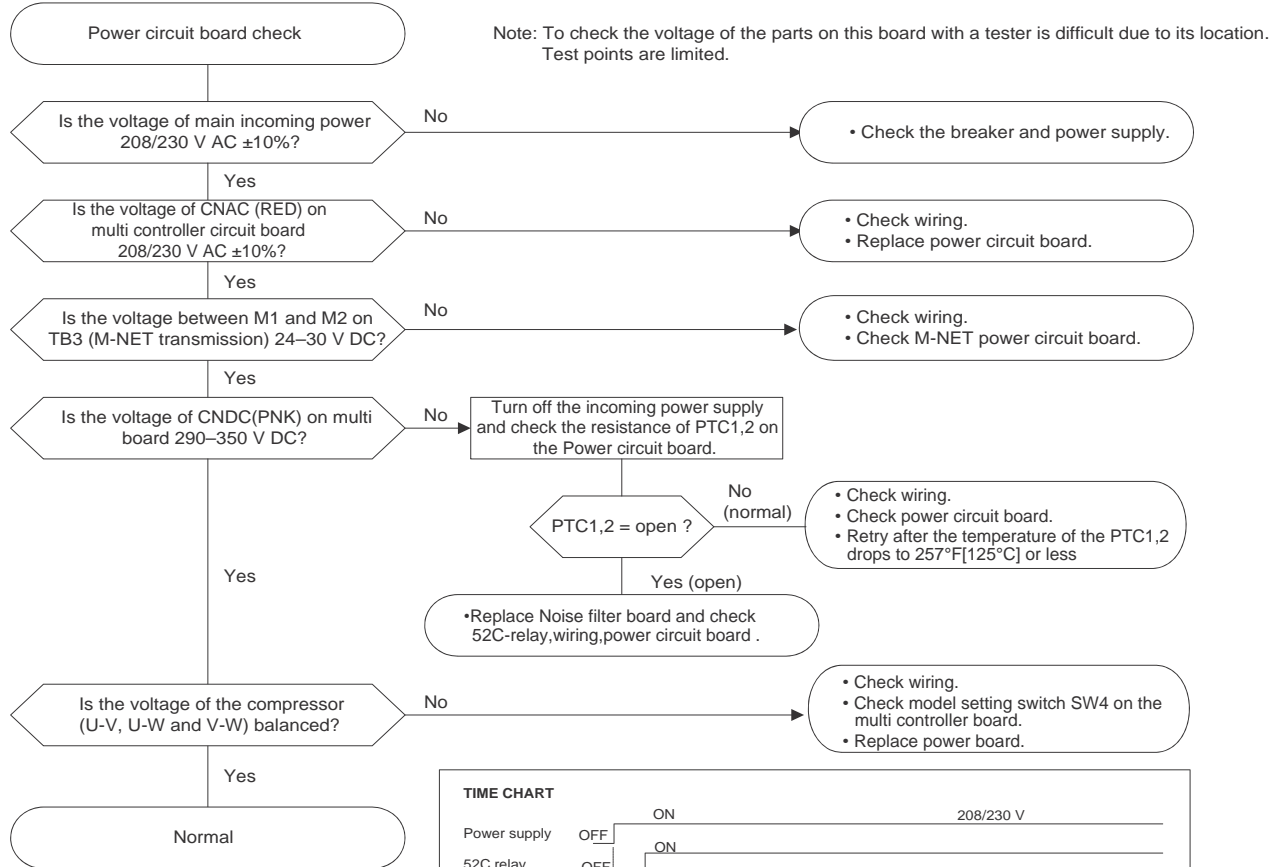 Power circuit board check
Note: To check the voltage of the parts on this board with a tester is difficult due to its location.
Test points are limited.
Is the voltage of main incoming power
208/230 V AC ±10%?
No
• Check the breaker and power supply.
Yes
Is the voltage of CNAC (RED) on
multi controller circuit board
208/230 V AC ±10%?
No
• Check wiring.
• Replace power circuit board.
Yes
Is the voltage between M1 and M2 on
TB3 (M-NET transmission) 24–30 V DC?
No
• Check wiring.
• Check M-NET power circuit board.
Yes
Is the voltage of CNDC(PNK) on multi
board 290–350 V DC?
No
Turn off the incoming power supply
and check the resistance of PTC1,2 on
the Power circuit board.
PTC1,2 = open ?
No
(normal)
• Check wiring.
• Check power circuit board.
• Retry after the temperature of the PTC1,2
drops to 257°F[125°C] or less
Yes
Yes (open)
•Replace Noise filter board and check
52C-relay,wiring,power circuit board .
Is the voltage of the compressor
(U-V, U-W and V-W) balanced?
No
• Check wiring.
• Check model setting switch SW4 on the
multi controller board.
• Replace power board.
Yes
Normal
TIME CHART
ON
208/230 V
Power supply
OFF
ON
52C relay
OFF